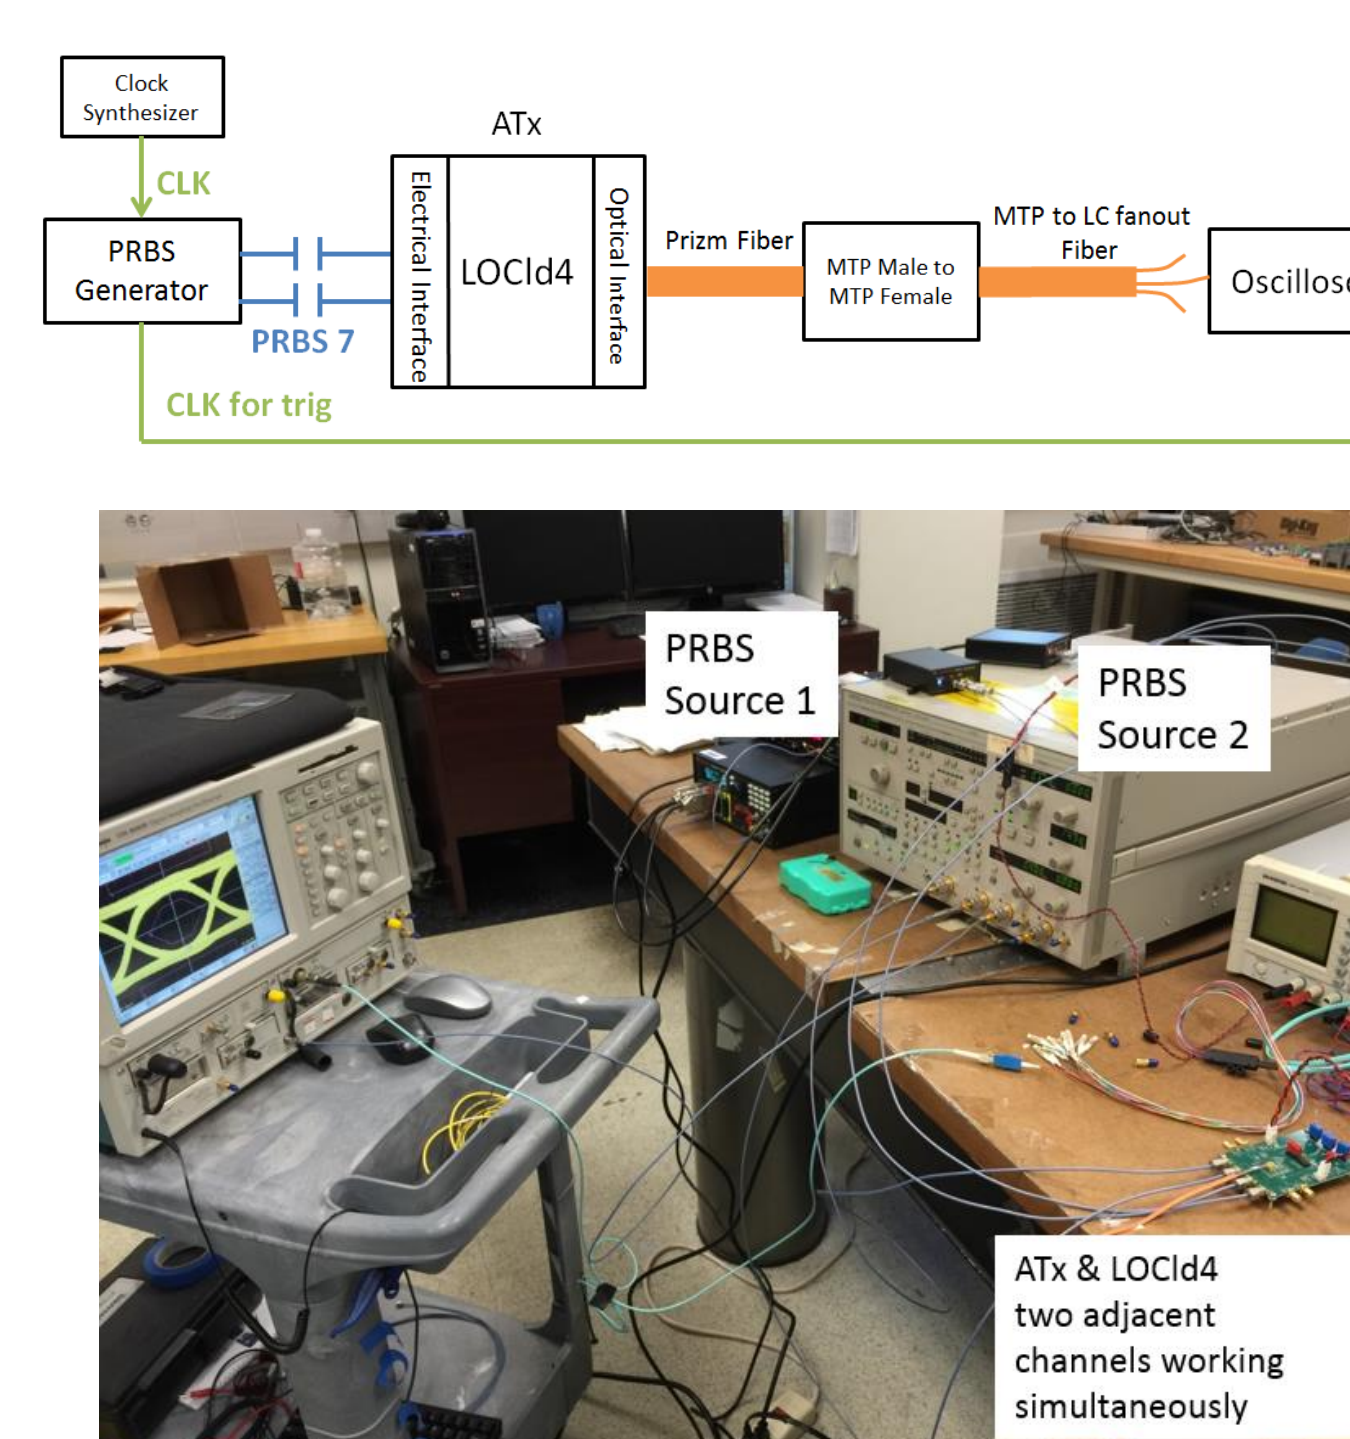 Clock
Synthesizer
CLK
PRBS
Generator
PRBS 7
CLK for trig
ATx
Electrical Interface
LOCld4
Optical Interface
Prizm Fiber
MTP Male to
MTP Female
MTP to LC fanout
Fiber
Oscillos
PRBS
Source 1
PRBS
Source 2
ATx & LOCld4
two adjacent
channels working
simultaneously